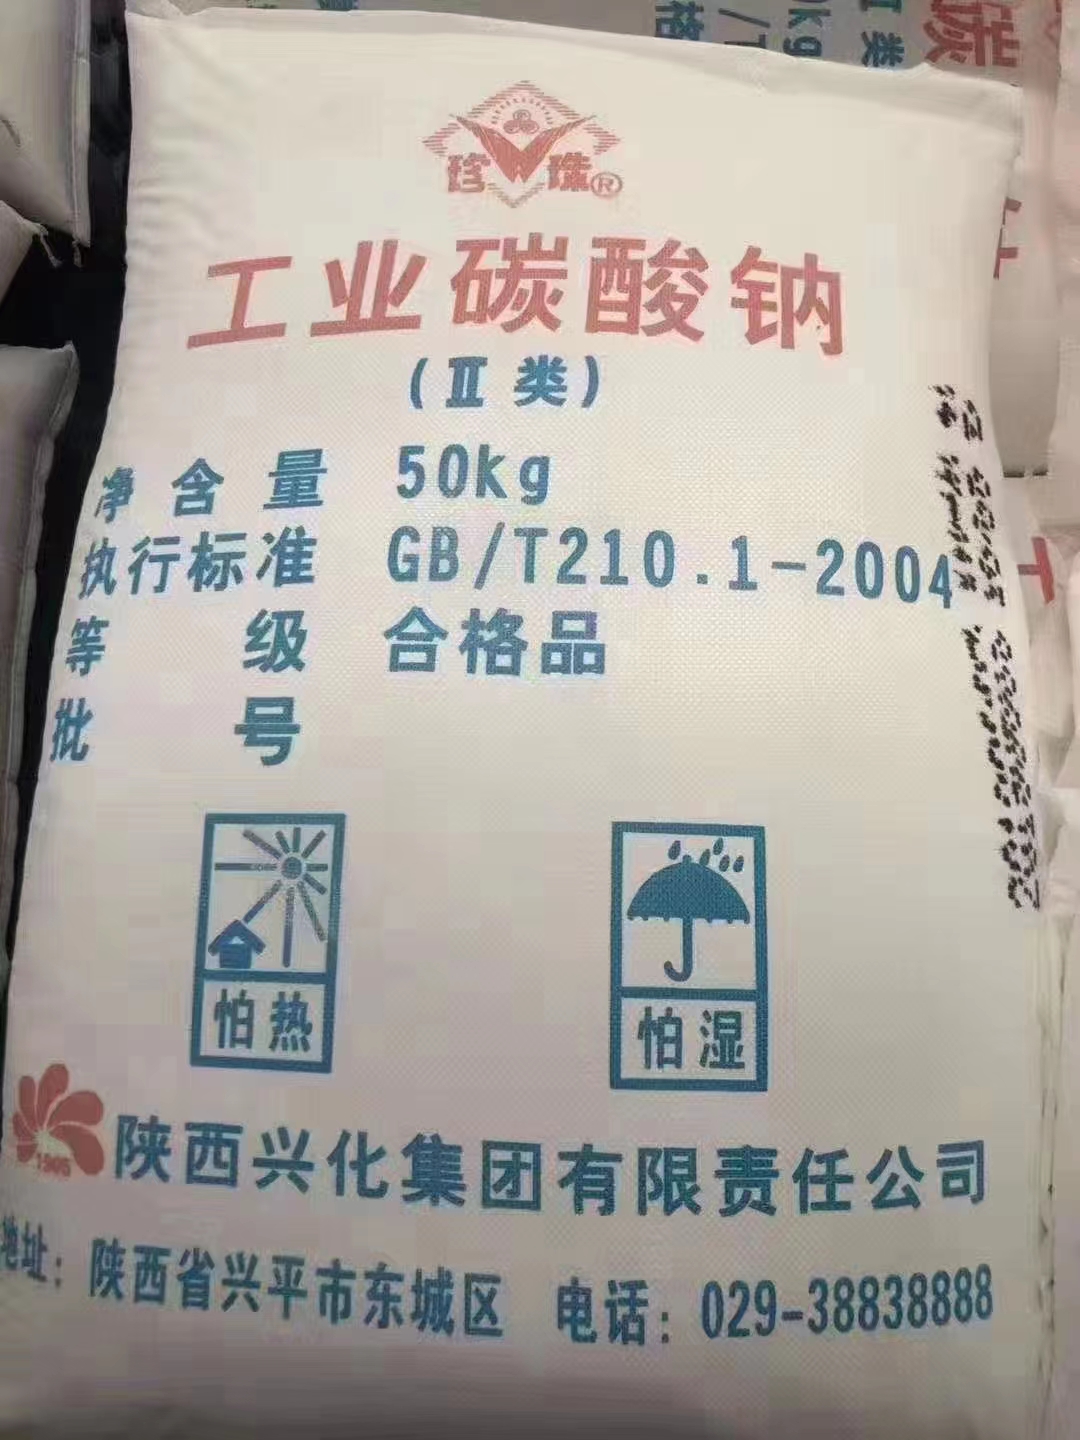 珍珠®
工业碳酸钠
(Ⅱ类)
净含量 50kg
执行标准 GB/T210.1-2004
等级 合格品
批号
怕热
怕湿
陕西兴化集团有限责任公司
地址：陕西省兴平市东城区 电话：029-38838888